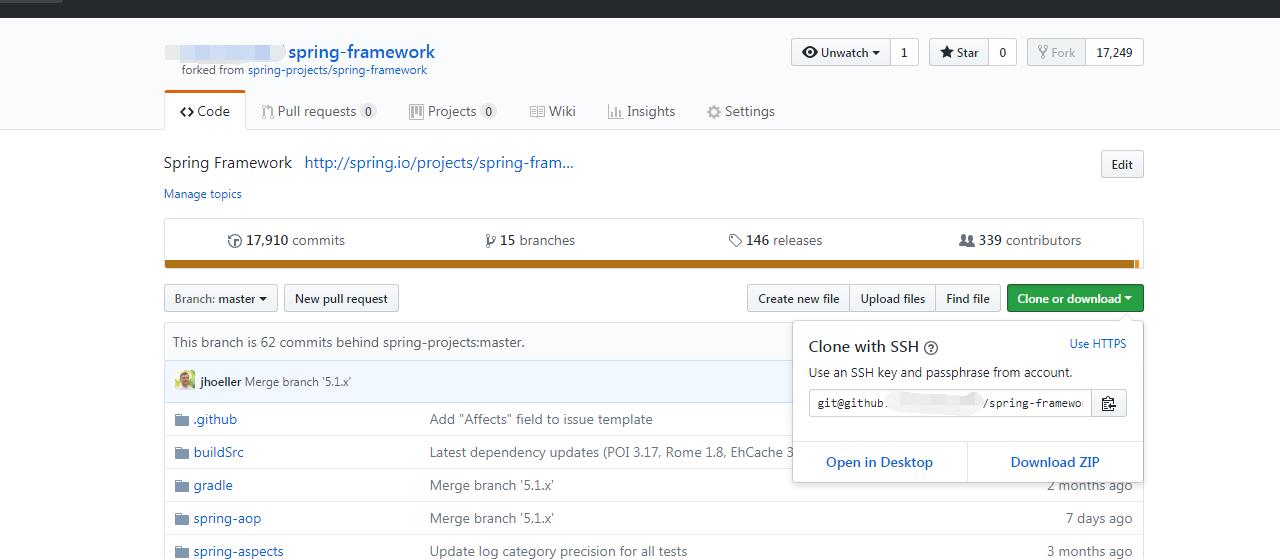 spring-framework
Unwatch 1 Star 0 Fork 17,249
forked from spring-projects/spring-framework
Code Pull requests 0 Projects 0 Wiki Insights Settings
Spring Framework http://spring.io/projects/spring-fram...
Edit
Manage topics
17,910 commits 15 branches 146 releases 339 contributors
Branch: master New pull request Create new file Upload files Find file Clone or download
This branch is 62 commits behind spring-projects:master.
Clone with SSH ? Use HTTPS
Use an SSH key and passphrase from account.
git@github. /spring-framewo
Open in Desktop Download ZIP
jhoeller Merge branch '5.1.x'
.github Add "Affects" field to issue template
buildSrc Latest dependency updates (POI 3.17, Rome 1.8, EhCache 3
gradle Merge branch '5.1.x' 2 months ago
spring-aop Merge branch '5.1.x' 7 days ago
spring-aspects Update log category precision for all tests 3 months ago